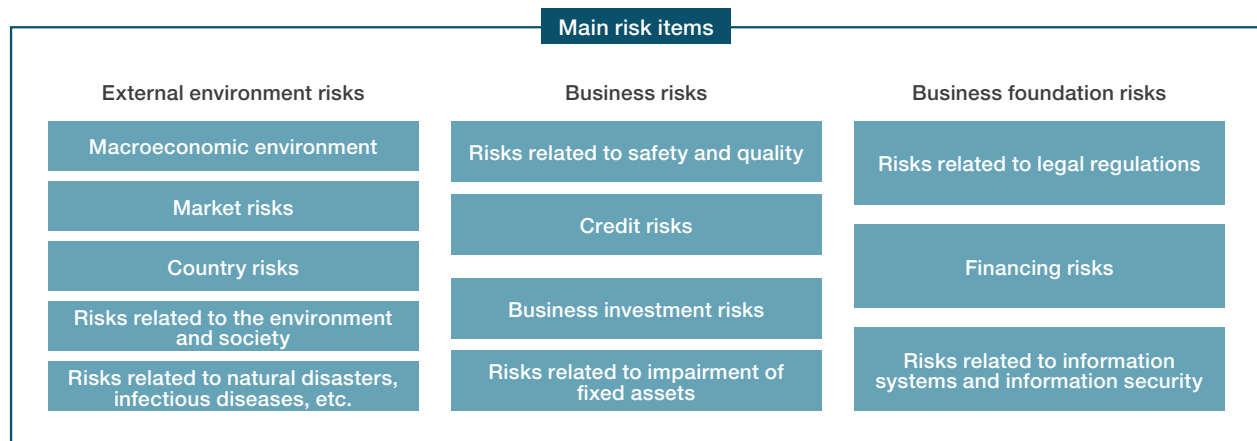 Main risk items
External environment risks
Macroeconomic environment
Market risks
Country risks
Risks related to the environment
and society
Risks related to natural disasters,
infectious diseases, etc.
Business risks
Risks related to safety and quality
Credit risks
Business investment risks
Risks related to impairment of
fixed assets
Business foundation risks
Risks related to legal regulations
Financing risks
Risks related to information
systems and information security